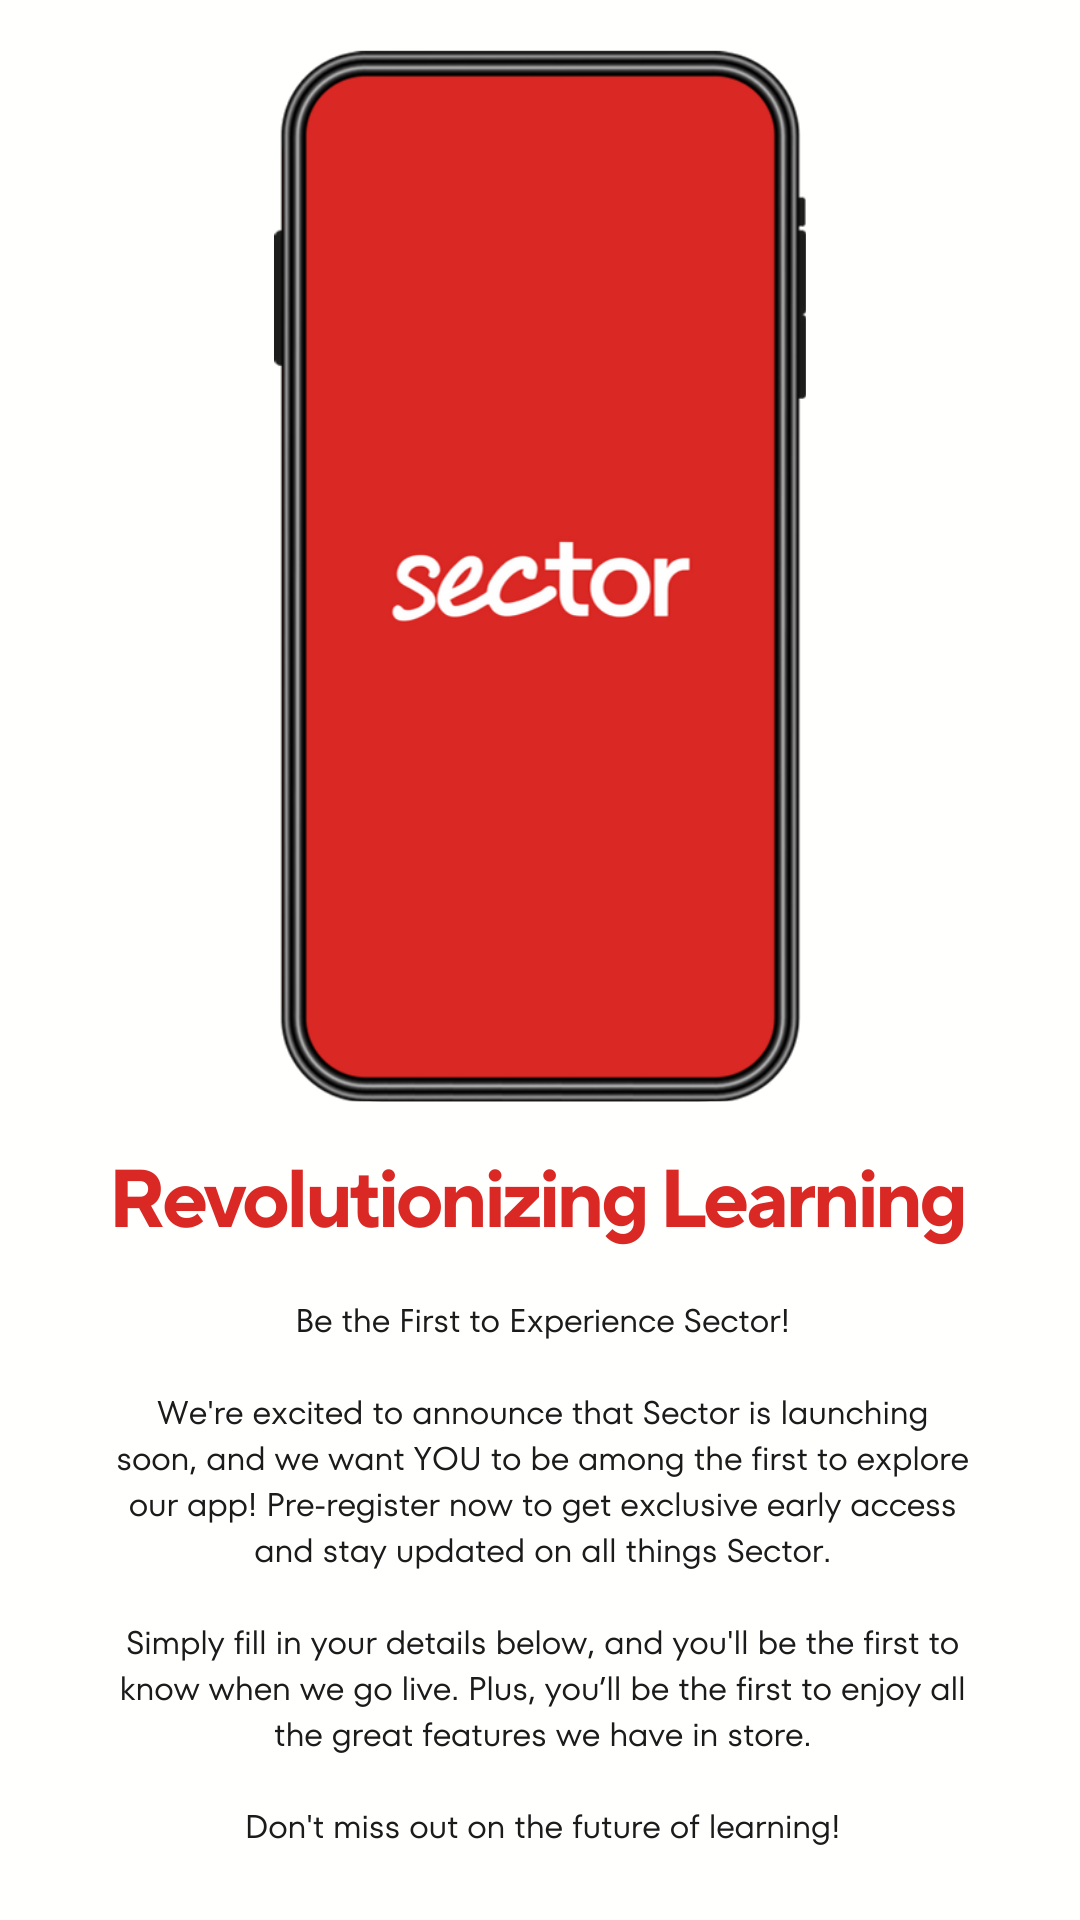 sector
Revolutionizing Learning
Be the First to Experience Sector!
We're excited to announce that Sector is launching
soon, and we want YOU to be among the first to explore
our app! Pre-register now to get exclusive early access
and stay updated on all things Sector.
Simply fill in your details below, and you'll be the first to
know when we go live. Plus, you’ll be the first to enjoy all
the great features we have in store.
Don't miss out on the future of learning!